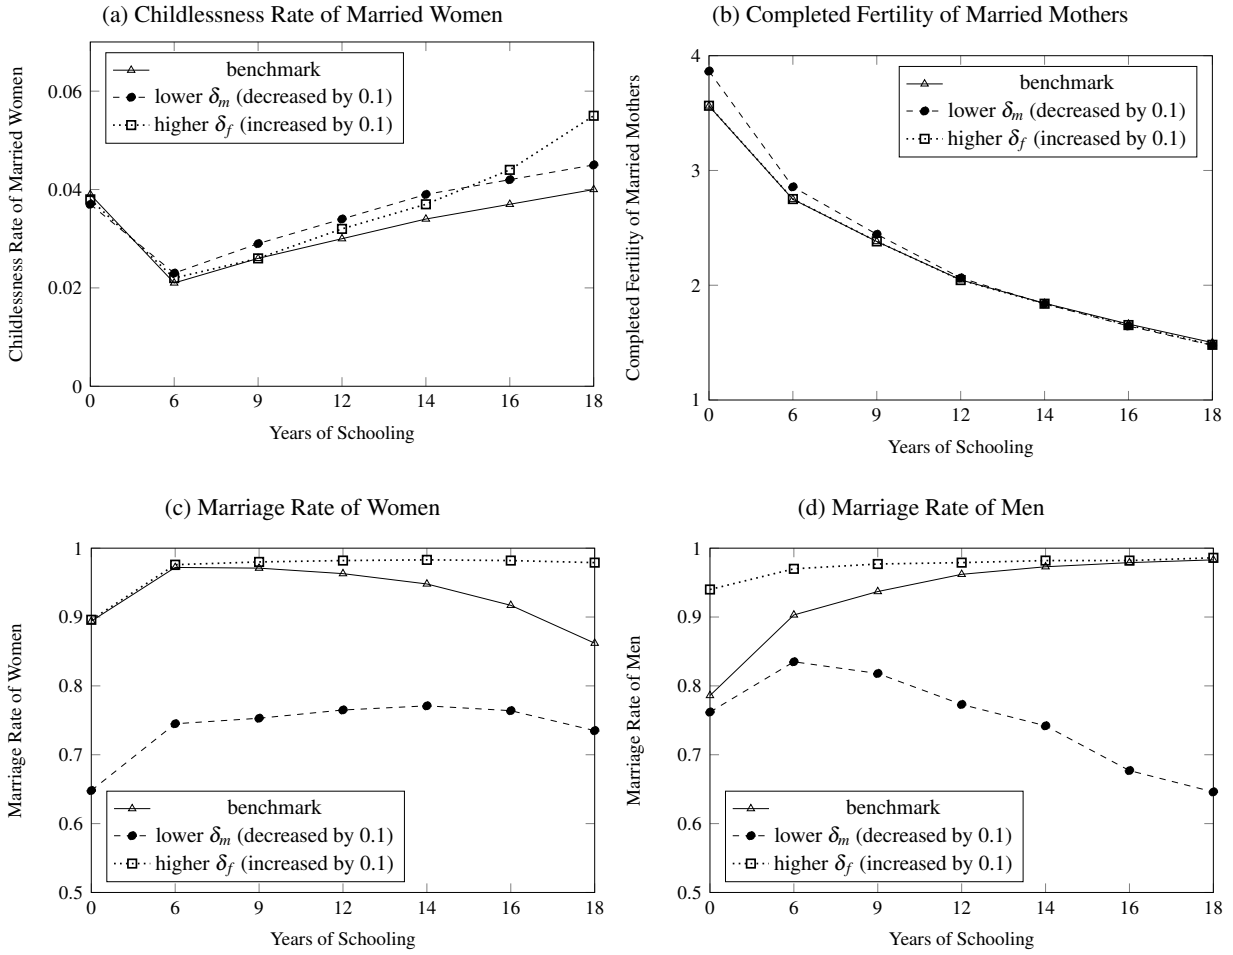 (a) Childlessness Rate of Married Women
Childlessness Rate of Married Women
0.06
0.04
0.02
0
benchmark
lower δm (decreased by 0.1)
higher δf (increased by 0.1)
0 6 9 12 14 16 18
Years of Schooling
(b) Completed Fertility of Married Mothers
Completed Fertility of Married Mothers
4
3
2
1
benchmark
lower δm (decreased by 0.1)
higher δf (increased by 0.1)
0 6 9 12 14 16 18
Years of Schooling
(c) Marriage Rate of Women
Marriage Rate of Women
1
0.9
0.8
0.7
0.6
0.5
benchmark
lower δm (decreased by 0.1)
higher δf (increased by 0.1)
0 6 9 12 14 16 18
Years of Schooling
(d) Marriage Rate of Men
Marriage Rate of Men
1
0.9
0.8
0.7
0.6
0.5
benchmark
lower δm (decreased by 0.1)
higher δf (increased by 0.1)
0 6 9 12 14 16 18
Years of Schooling